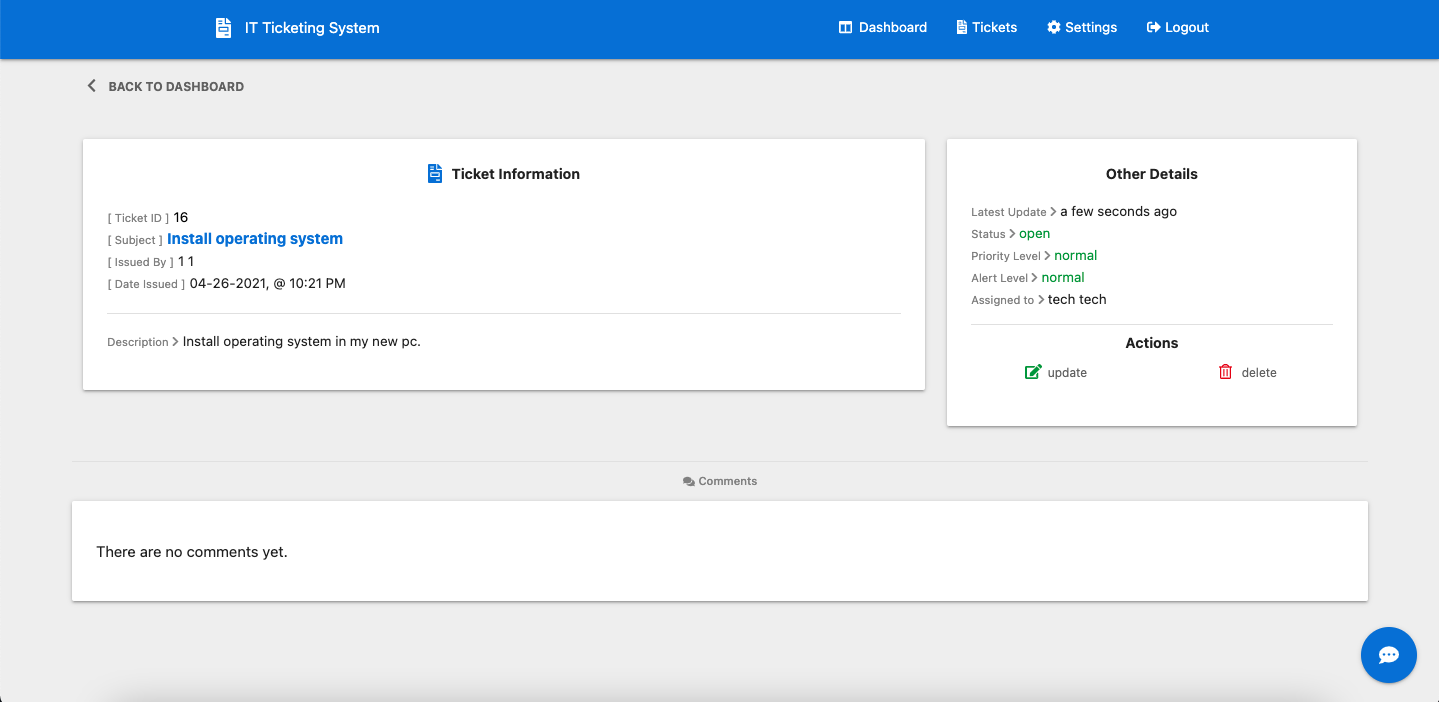 IT Ticketing System
Dashboard
Tickets
Settings
Logout
BACK TO DASHBOARD
Ticket Information
[ Ticket ID ] 16
[ Subject ] Install operating system
[ Issued By ] 1 1
[ Date Issued ] 04-26-2021, @ 10:21 PM
Description > Install operating system in my new pc.
Other Details
Latest Update > a few seconds ago
Status > open
Priority Level > normal
Alert Level > normal
Assigned to > tech tech
Actions
update
delete
Comments
There are no comments yet.